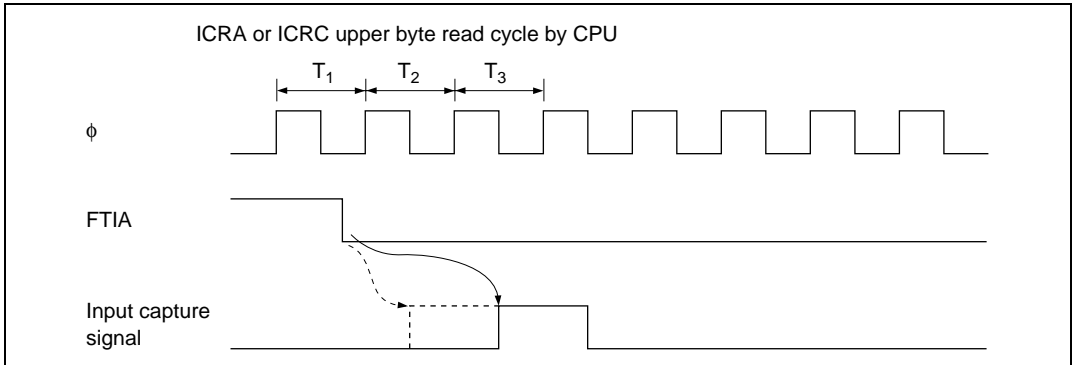 ICRA or ICRC upper byte read cycle by CPU
T1 T2 T3
ϕ
FTIA
Input capture
signal